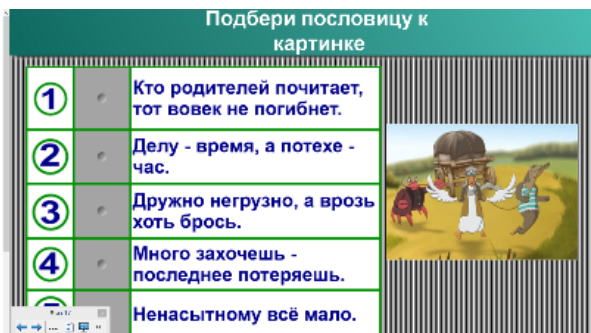 Подбери пословицу к
картинке
1
Кто родителей почитает,
тот вовек не погибнет.
2
Делу - время, а потехе -
час.
3
Дружно негрузно, а врозь
хоть брось.
4
Много захочешь -
последнее потеряешь.
Ненасытному всё мало.